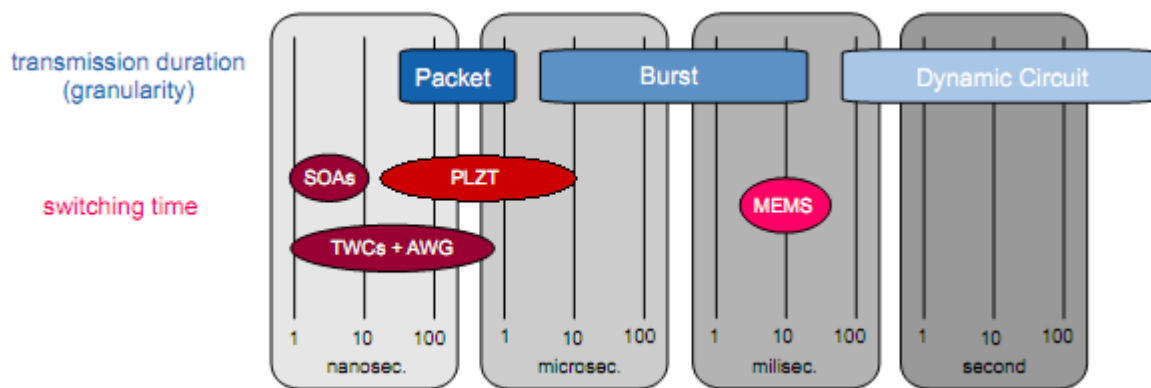 transmission duration
(granularity)
Packet
Burst
Dynamic Circuit
switching time
SOAs
PLZT
MEMS
TWCs + AWG
1 10 100 1 10 100 1 10 100 1 10 100
nanosec. microsec. milisec. second